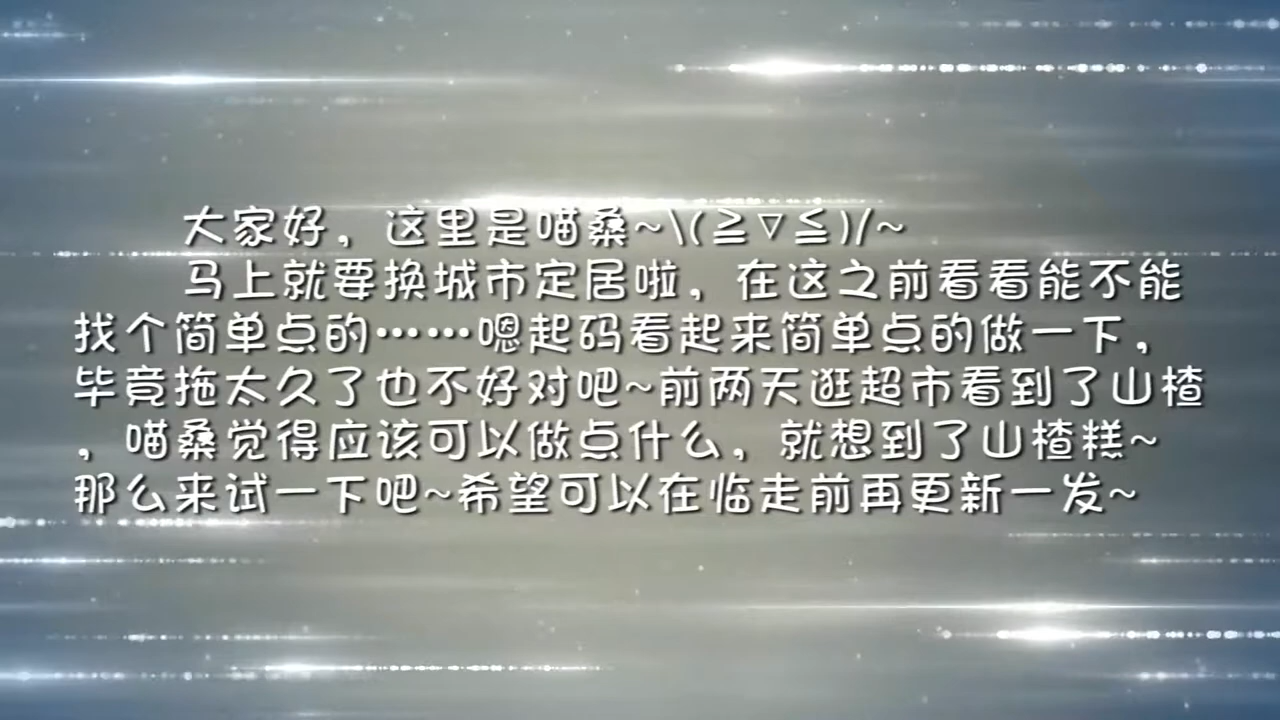 大家好，这里是喵桑~\(≧▽≦)/~
马上就要换城市定居啦，在这之前看看能不能
找个简单点的……嗯起码看起来简单点的做一下，
毕竟拖太久了也不好对吧~前两天逛超市看到了山楂
，喵桑觉得应该可以做点什么，就想到了山楂糕~
那么来试一下吧~希望可以在临走前再更新一发~